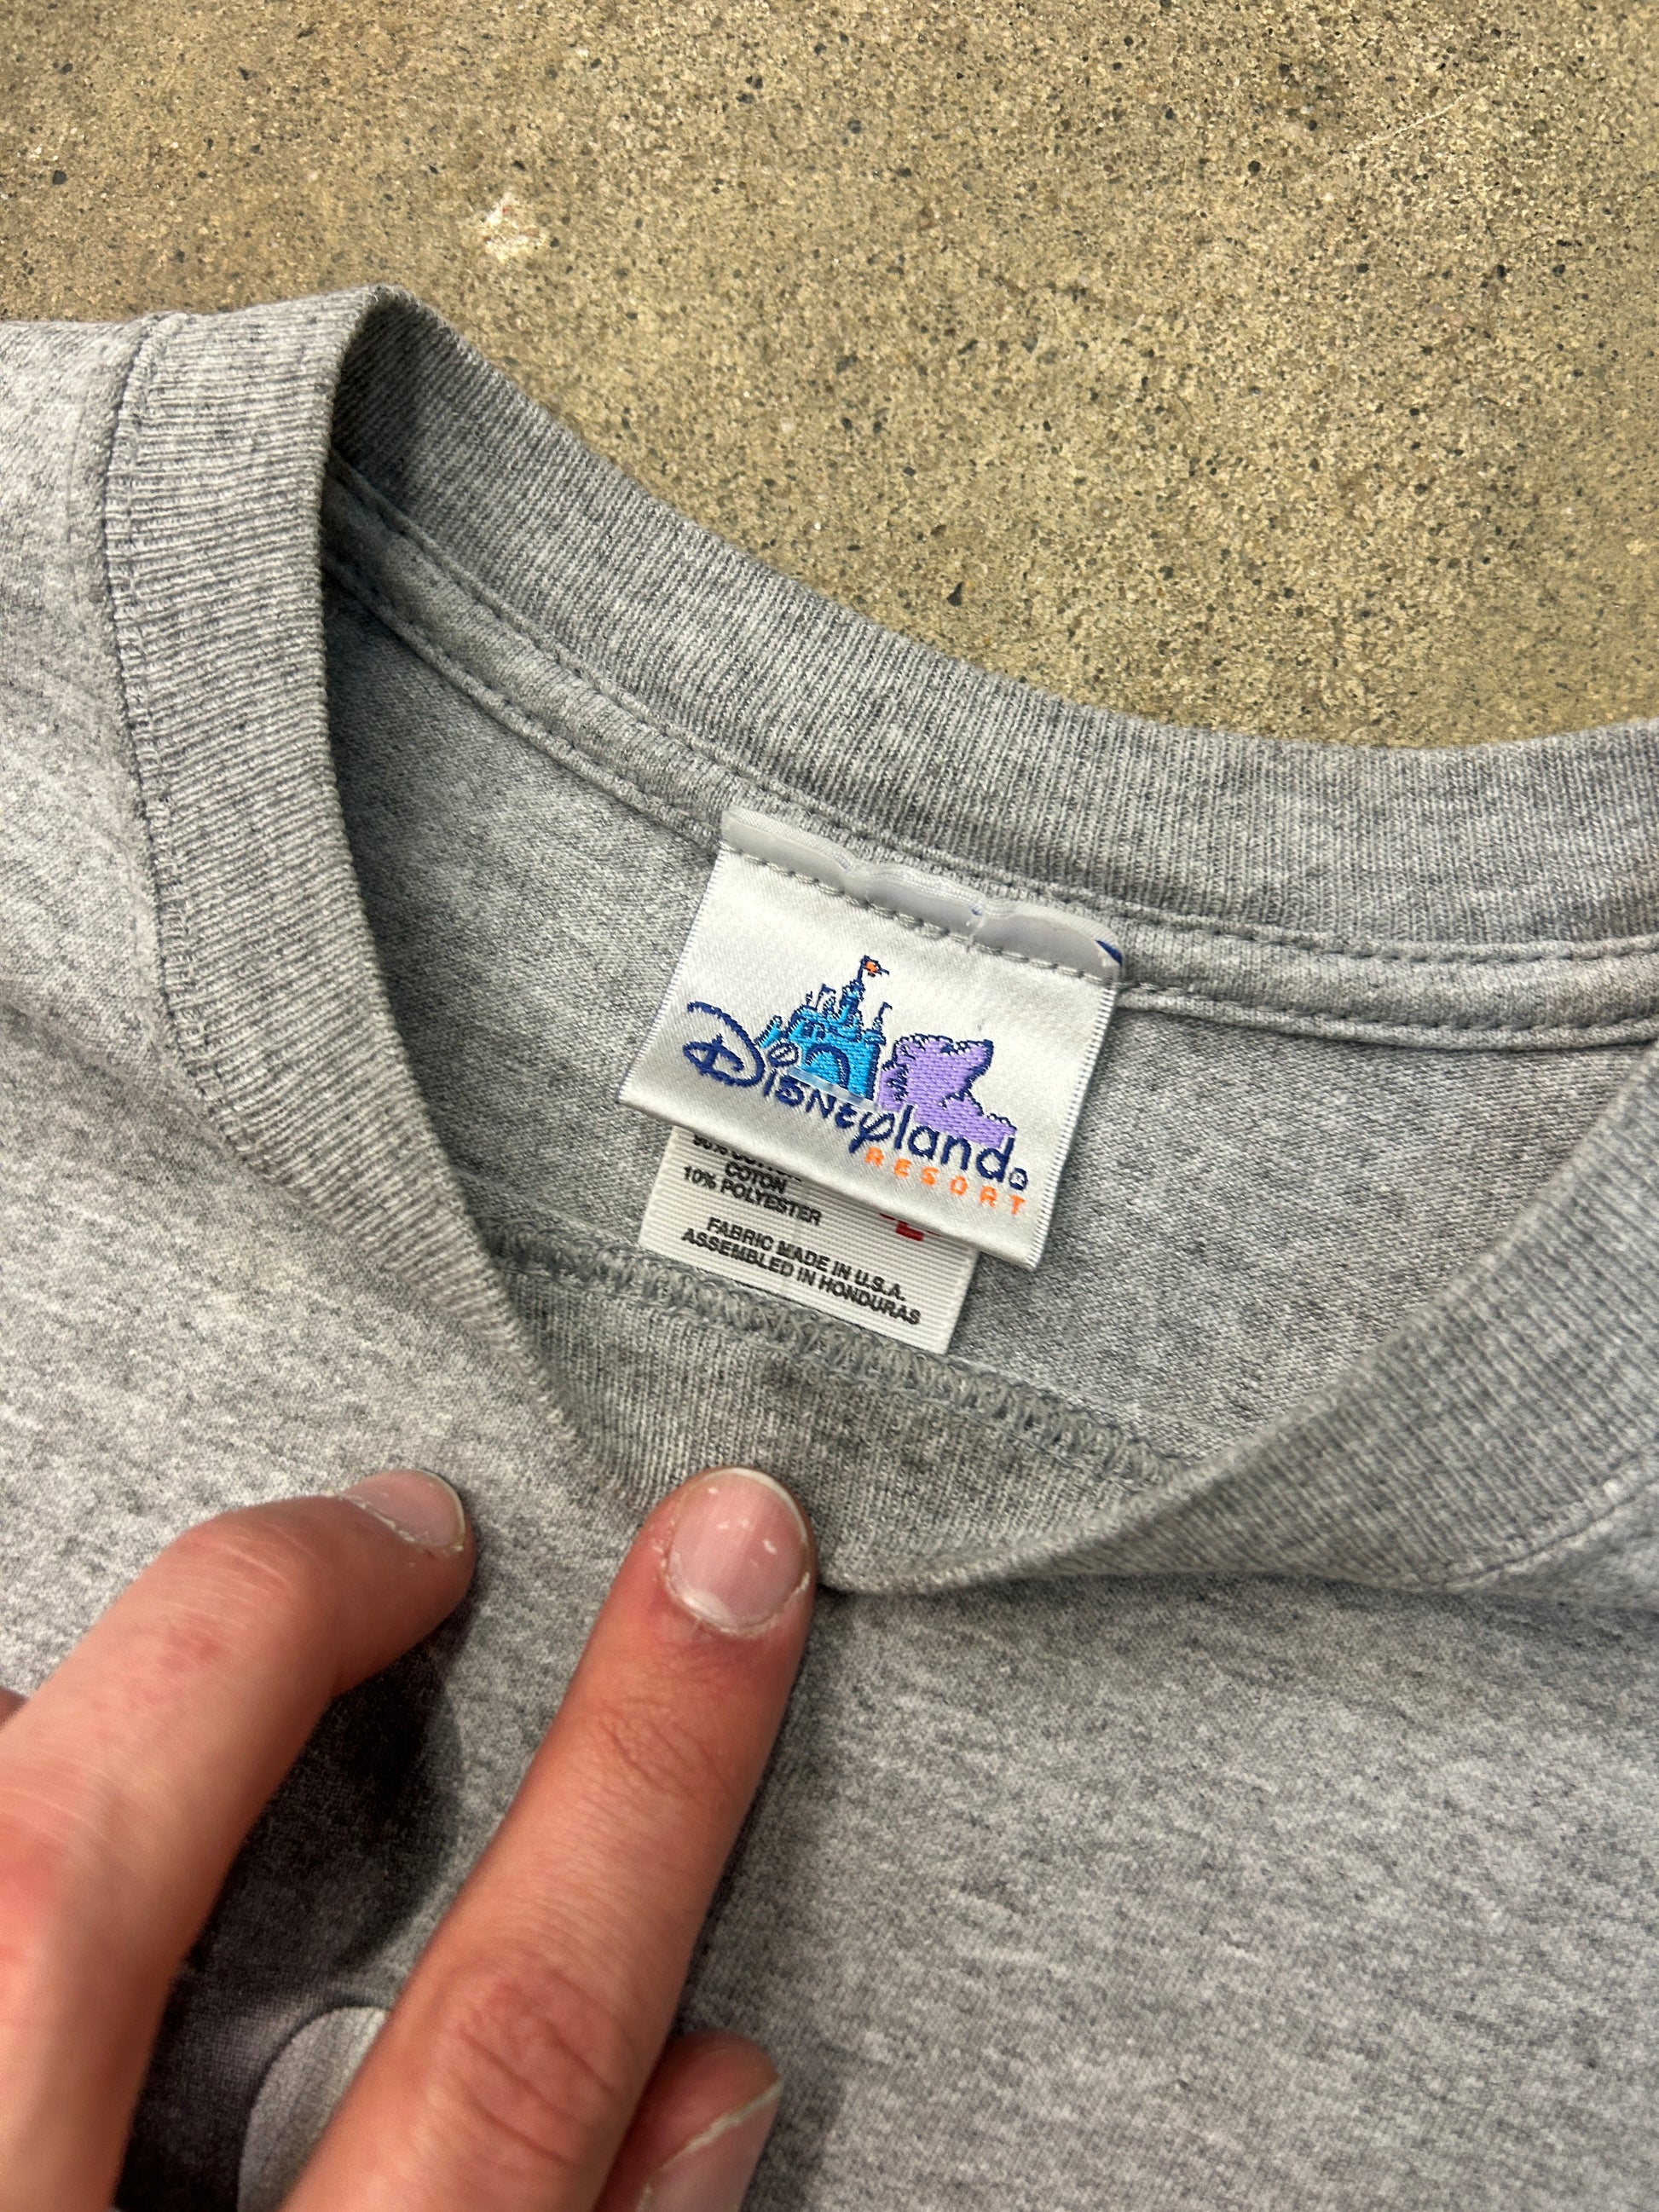 Disneyland®
RESORT
COTON
10% POLYESTER
FABRIC MADE IN U.S.A.
ASSEMBLED IN HONDURAS